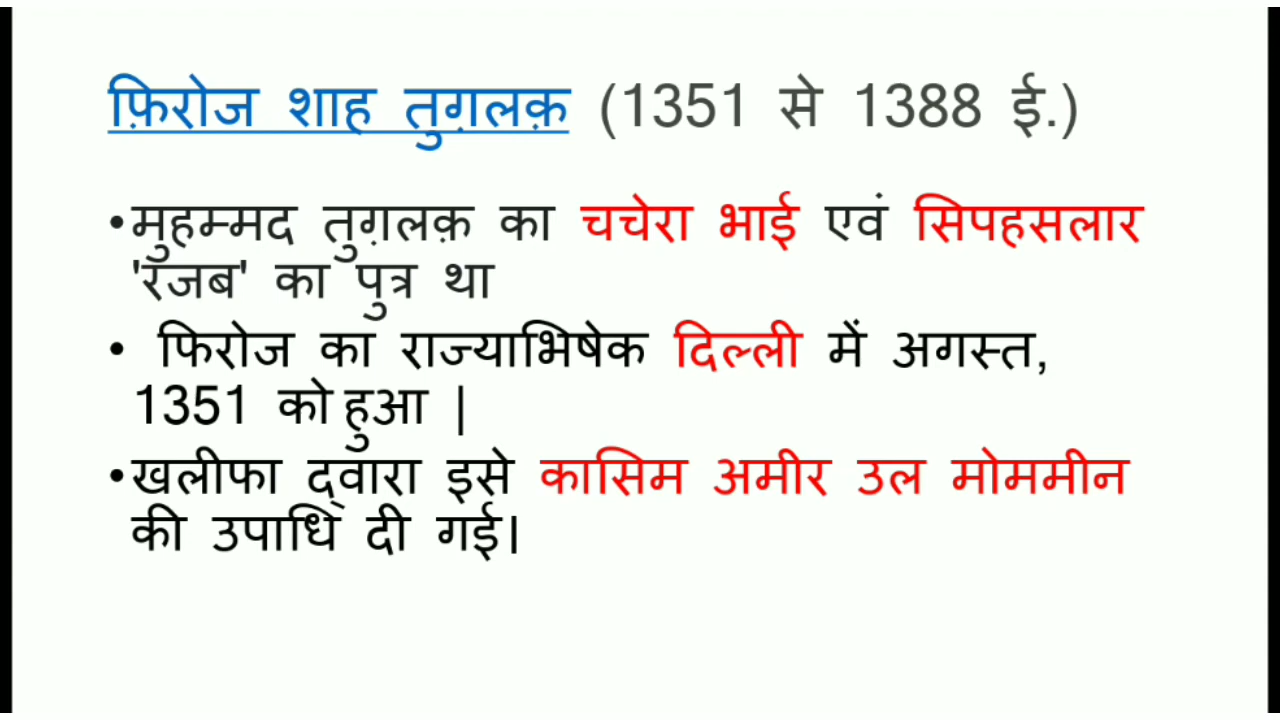 फ़िरोज शाह तुग़लक़ (1351 से 1388 ई.)
•मुहम्मद तुग़लक़ का चचेरा भाई एवं सिपहसलार
'रजब' का पुत्र था
• फिरोज का राज्याभिषेक दिल्ली में अगस्त,
1351 को हुआ |
•खलीफा द्वारा इसे कासिम अमीर उल मोममीन
की उपाधि दी गई।